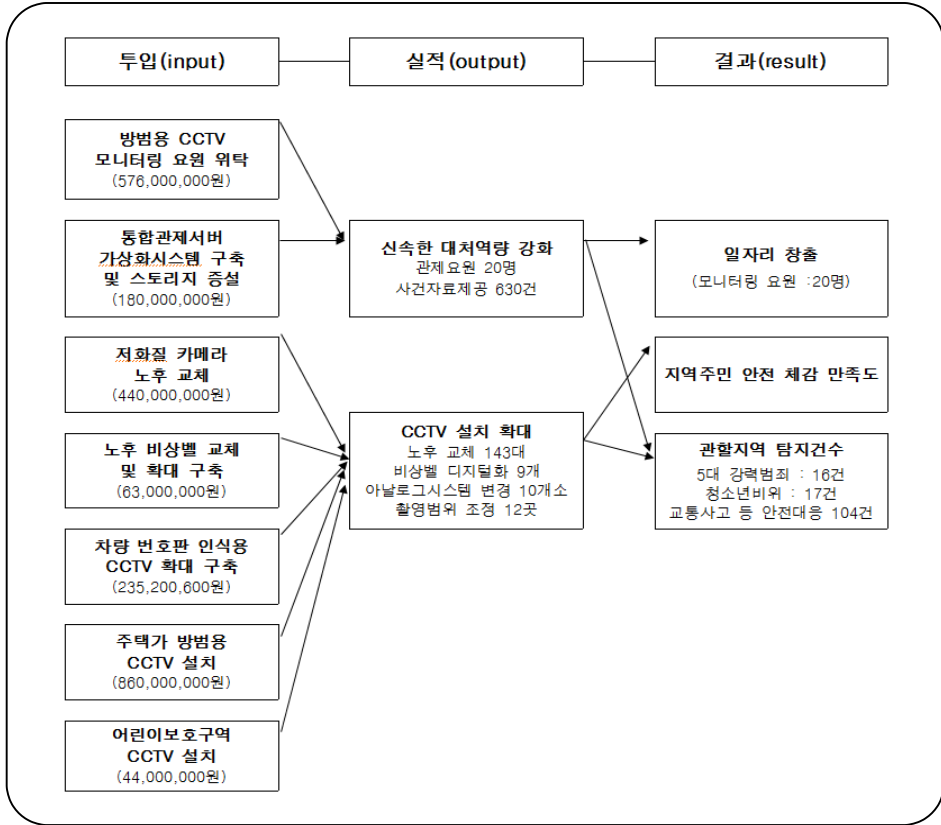 투입(input)
실적(output)
결과(result)
방범용 CCTV
모니터링 요원 위탁
(576,000,000원)
통합관제서버
가상화시스템 구축
및 스토리지 증설
(180,000,000원)
저화질 카메라
노후 교체
(440,000,000원)
노후 비상벨 교체
및 확대 구축
(63,000,000원)
차량 번호판 인식용
CCTV 확대 구축
(235,200,600원)
주택가 방범용
CCTV 설치
(860,000,000원)
어린이보호구역
CCTV 설치
(44,000,000원)
신속한 대처역량 강화
관제요원 20명
사건자료제공 630건
CCTV 설치 확대
노후 교체 143대
비상벨 디지털화 9개
아날로그시스템 변경 10개소
촬영범위 조정 12곳
일자리 창출
(모니터링 요원 :20명)
지역주민 안전 체감 만족도
관할지역 탐지건수
5대 강력범죄 : 16건
청소년비위 : 17건
교통사고 등 안전대응 104건